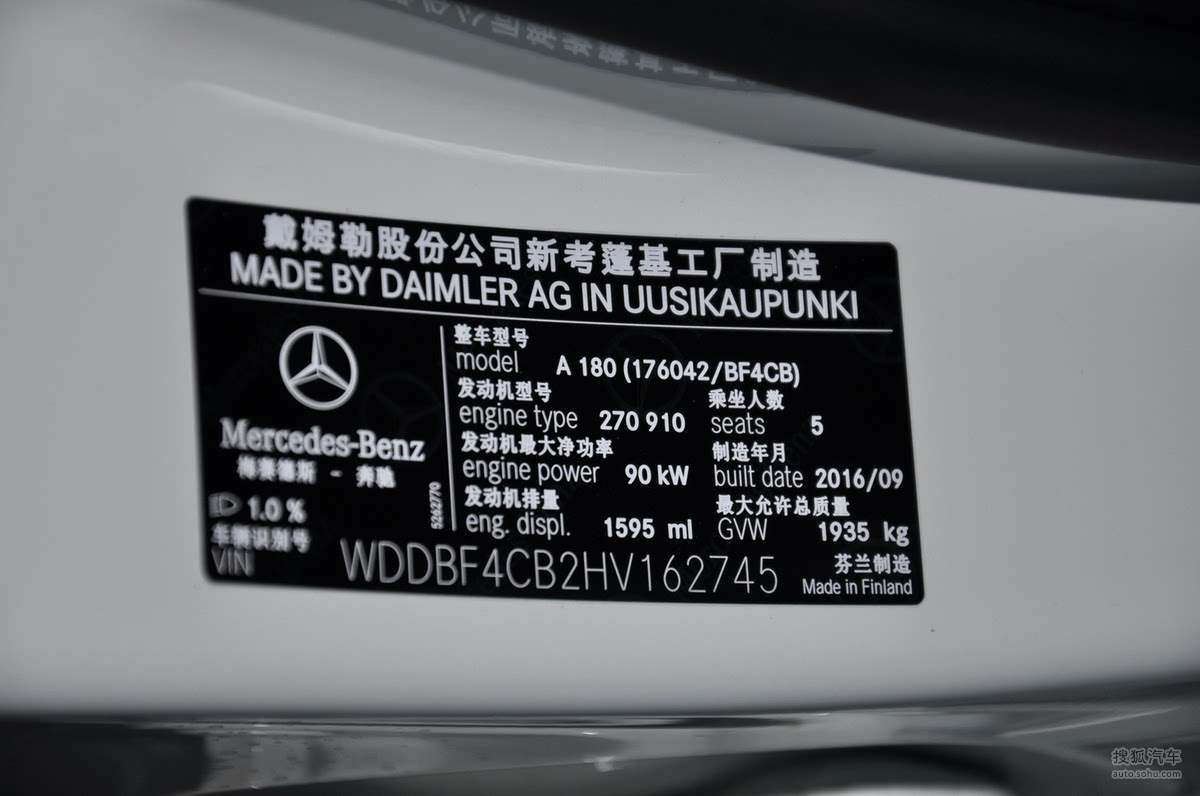 戴姆勒股份公司新考蓬基工厂制造
MADE BY DAIMLER AG IN UUSIKAUPUNKI
Mercedes-Benz
梅赛德斯 - 奔驰
1.0 %
5262770
整车型号
model A 180 (176042/BF4CB)
发动机型号 乘坐人数
engine type 270 910 seats 5
发动机最大净功率 制造年月
engine power 90 kW built date 2016/09
发动机排量 最大允许总质量
eng. displ. 1595 ml GVW 1935 kg
车辆识别号 芬兰制造
VIN WDDBF4CB2HV162745 Made in Finland
搜狐汽车
auto.sohu.com